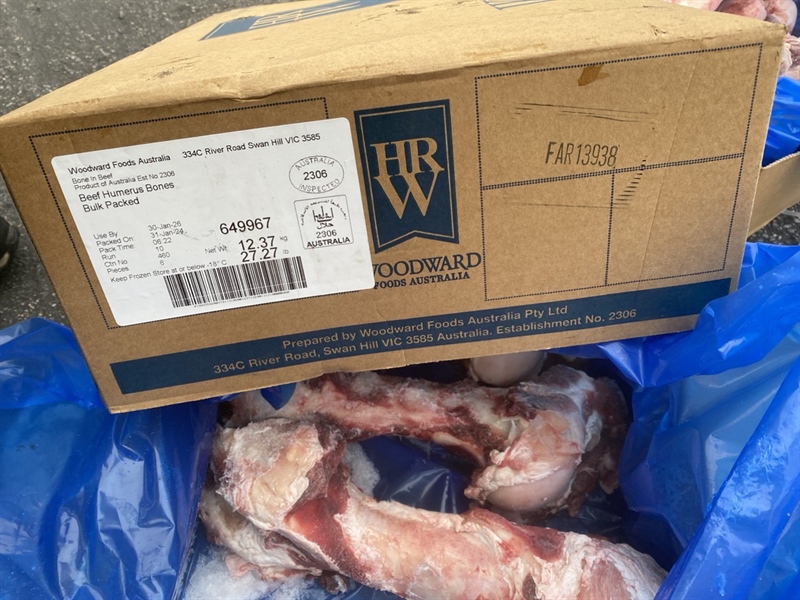 Woodward Foods Australia 334C River Road Swan Hill VIC 3585
Bone In Beef
Product of Australia Est No 2306
Beef Humerus Bones
Bulk Packed
Use By 30-Jan-26
Packed On 31-Jan-24
Pack Time: 06:22
Run 10
Ctn No 460
Pieces 6
649967
Net Wt. 12.37 kg
27.27 lb
Keep Frozen Store at or below -18° C
AUSTRALIA
2306
INSPECTED
2306
AUSTRALIA
HRW
WOODWARD
FOODS AUSTRALIA
FAR13938
Prepared by Woodward Foods Australia Pty Ltd
334C River Road, Swan Hill VIC 3585 Australia. Establishment No. 2306